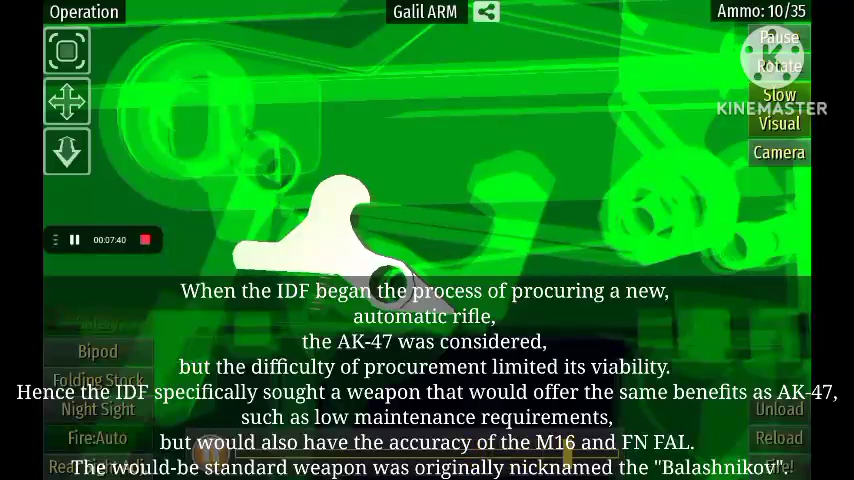 Operation
Galil ARM
Ammo: 10/35
Pause
Rotate
KINEMASTER
Slow
Visual
Camera
00:07:40
When the IDF began the process of procuring a new,
automatic rifle,
the AK-47 was considered,
but the difficulty of procurement limited its viability.
Hence the IDF specifically sought a weapon that would offer the same benefits as AK-47,
such as low maintenance requirements,
but would also have the accuracy of the M16 and FN FAL.
The would-be standard weapon was originally nicknamed the "Balashnikov".
Bipod
Folding Stock
Night Sight
Fire:Auto
Unload
Reload